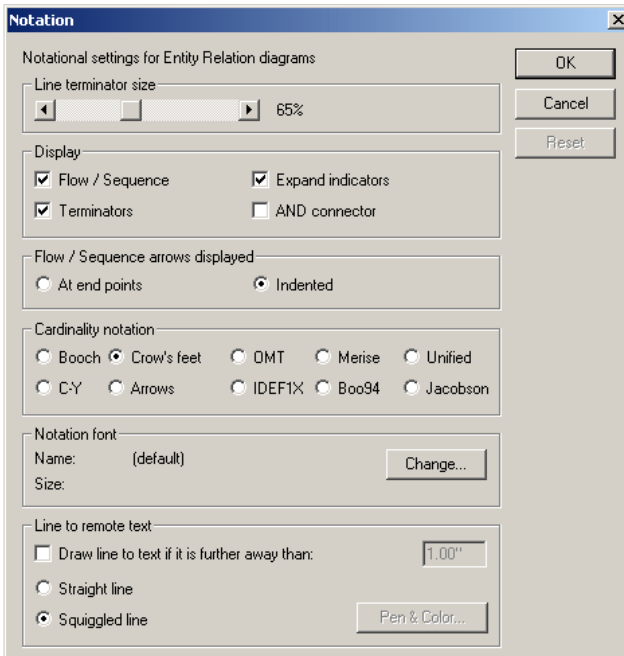 Notation
Notational settings for Entity Relation diagrams
OK
Cancel
Reset
Line terminator size
65%
Display
Flow / Sequence
Expand indicators
Terminators
AND connector
Flow / Sequence arrows displayed
At end points
Indented
Cardinality notation
Booch Crow's feet OMT Merise Unified
C-Y Arrows IDEF1X Boo94 Jacobson
Notation font
Name: (default)
Change...
Size:
Line to remote text
Draw line to text if it is further away than: 1.00"
Straight line
Squiggled line
Pen & Color...